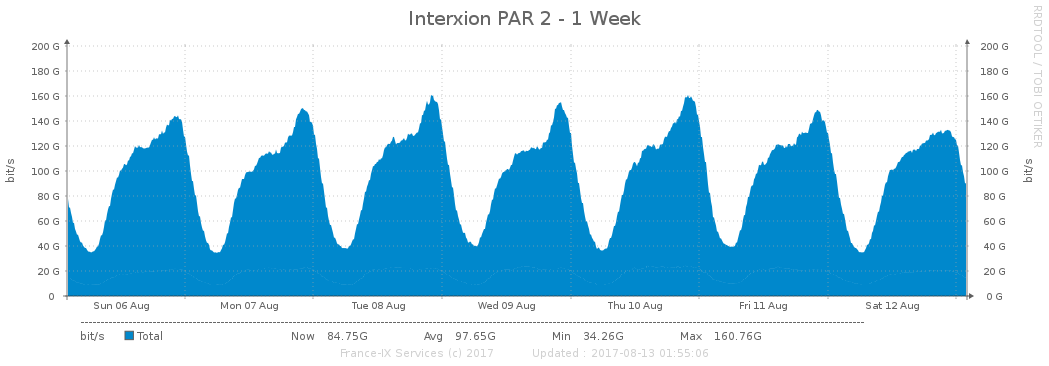 Interxion PAR 2 - 1 Week
RRDTOOL / TOBI OETIKER
200 G 200 G
180 G 180 G
160 G 160 G
140 G 140 G
120 G 120 G
100 G 100 G
80 G 80 G
60 G 60 G
40 G 40 G
20 G 20 G
0 0 G
bit/s
bit/s
Sun 06 Aug Mon 07 Aug Tue 08 Aug Wed 09 Aug Thu 10 Aug Fri 11 Aug Sat 12 Aug
bit/s Total Now 84.75G Avg 97.65G Min 34.26G Max 160.76G
France-IX Services (c) 2017 Updated : 2017-08-13 01:55:06